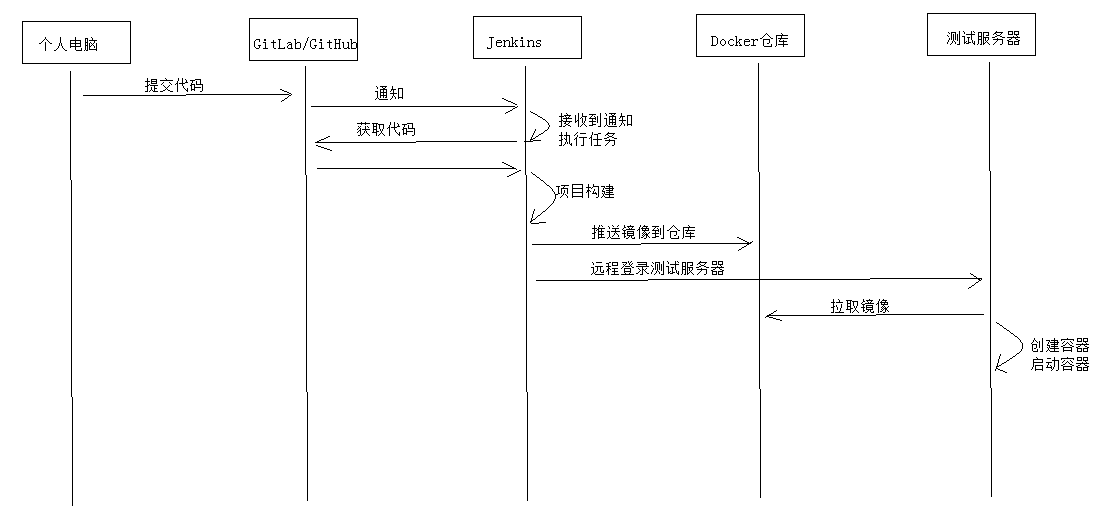 个人电脑
GitLab/GitHub
Jenkins
Docker仓库
测试服务器
提交代码
通知
接收到通知
执行任务
获取代码
项目构建
推送镜像到仓库
远程登录测试服务器
拉取镜像
创建容器
启动容器